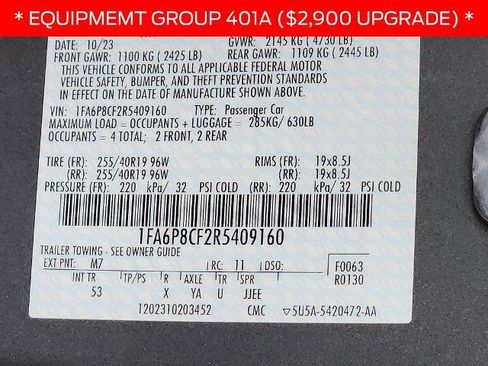 * EQUIPMEMT GROUP 401A ($2,900 UPGRADE) *
DATE: 10/23 GVWR: 2145 KG ( 4730 LB)
FRONT GAWR: 1100 KG ( 2425 LB) REAR GAWR: 1109 KG ( 2445LB)
THIS VEHICLE CONFORMS TO ALL APPLICABLE FEDERAL MOTOR
VEHICLE SAFETY, BUMPER, AND THEFT PREVENTION STANDARDS
IN EFFECT ON THE DATE OF MANUFACTURE SHOWN ABOVE.
VIN: 1FA6P8CF2R5409160 TYPE: Passenger Car
MAXIMUM LOAD = OCCUPANTS + LUGGAGE = 285KG/ 630LB
OCCUPANTS = 4 TOTAL; 2 FRONT, 2 REAR
TIRE (FR): 255/40R19 96W RIMS (FR): 19x8.5J
(RR): 255/40R19 96W (RR): 19x8.5J
PRESSURE (FR): 220 kPa/ 32 PSI COLD (RR): 220 kPa/ 32 PSI COLD
1FA6P8CF2R5409160
TRAILER TOWING - SEE OWNER GUIDE
EXT PNT: M7 RC: 11 DSO: F0063
INT TR TP/PS R AXLE TR SPR R0130
53 X YA U JJEE
1202310203452 CMC ▽5U5A-5420472-AA